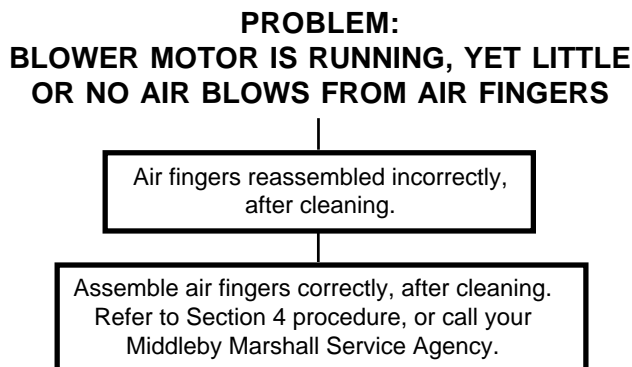 PROBLEM:
BLOWER MOTOR IS RUNNING, YET LITTLE
OR NO AIR BLOWS FROM AIR FINGERS
Air fingers reassembled incorrectly,
after cleaning.
Assemble air fingers correctly, after cleaning.
Refer to Section 4 procedure, or call your
Middleby Marshall Service Agency.